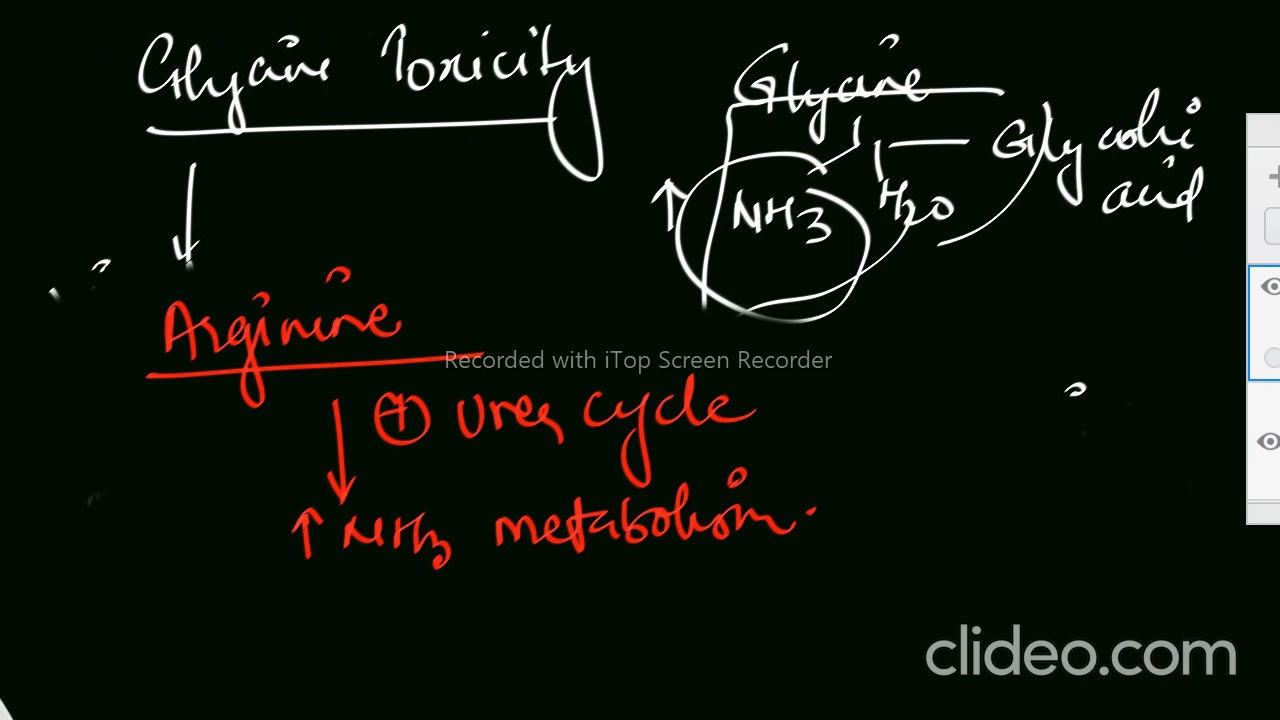 Glycine Toxicity
Glycine
Glycolic
acid
↑ NH3 H2O
Arginine
Recorded with iTop Screen Recorder
⊕ Urea cycle
↑ NH3 metabolism.
clideo.com